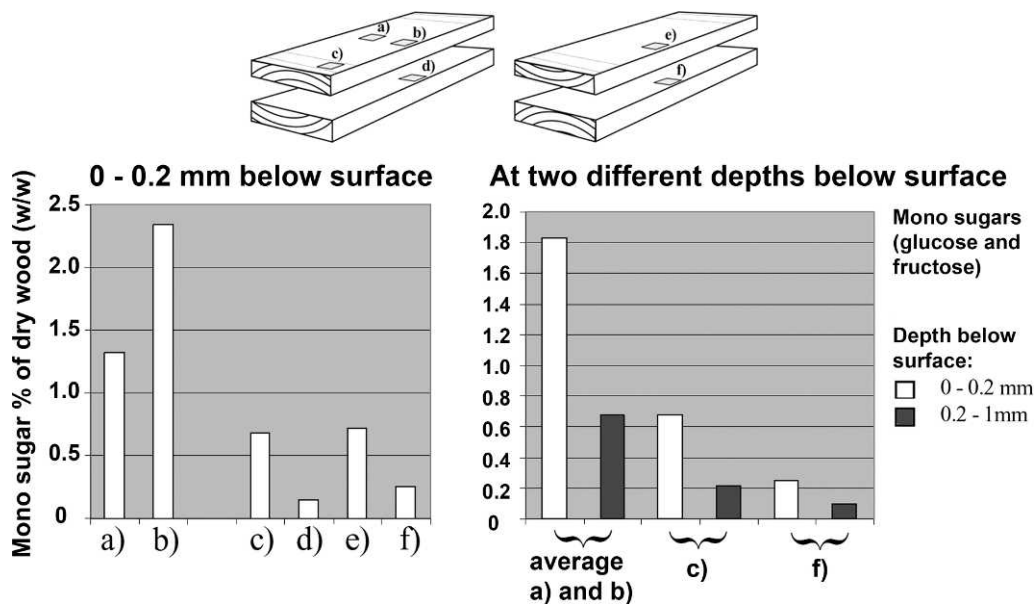 a)
b)
c)
d)
e)
f)
0 - 0.2 mm below surface
At two different depths below surface
Mono sugar % of dry wood (w/w)
2.5
2.0
1.5
1.0
0.5
0
a) b) c) d) e) f)
2.0
1.8
1.6
1.4
1.2
1.0
0.8
0.6
0.4
0.2
0
average
a) and b)
c)
f)
Mono sugars
(glucose and
fructose)
Depth below
surface:
0 - 0.2 mm
0.2 - 1mm